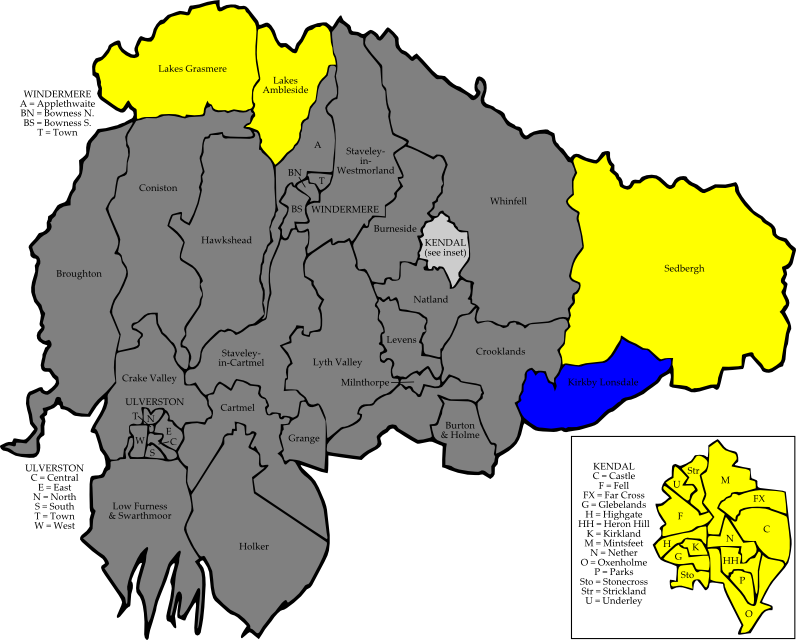 Lakes Grasmere
Lakes
Ambleside
WINDERMERE
A = Applethwaite
BN = Bowness N.
BS = Bowness S.
T = Town
A
Staveley-
in-
Westmorland
BN
T
Coniston
BS
WINDERMERE
Whinfell
Burneside
Hawkshead
KENDAL
(see inset)
Sedbergh
Broughton
Natland
Levens
Crooklands
Staveley-
in-Cartmel
Lyth Valley
Crake Valley
Milnthorpe
Kirkby Lonsdale
ULVERSTON
T
N
Cartmel
E
W
C
S
Grange
Burton
& Holme
ULVERSTON
C = Central
E = East
N = North
S = South
T = Town
W = West
Low Furness
& Swarthmoor
Holker
KENDAL
C = Castle
F = Fell
FX = Far Cross
G = Glebelands
H = Highgate
HH = Heron Hill
K = Kirkland
M = Mintsfeet
N = Nether
O = Oxenholme
P = Parks
Sto = Stonecross
Str = Strickland
U = Underley
Str
U
M
FX
F
C
N
H
K
G
HH
Sto
P
O